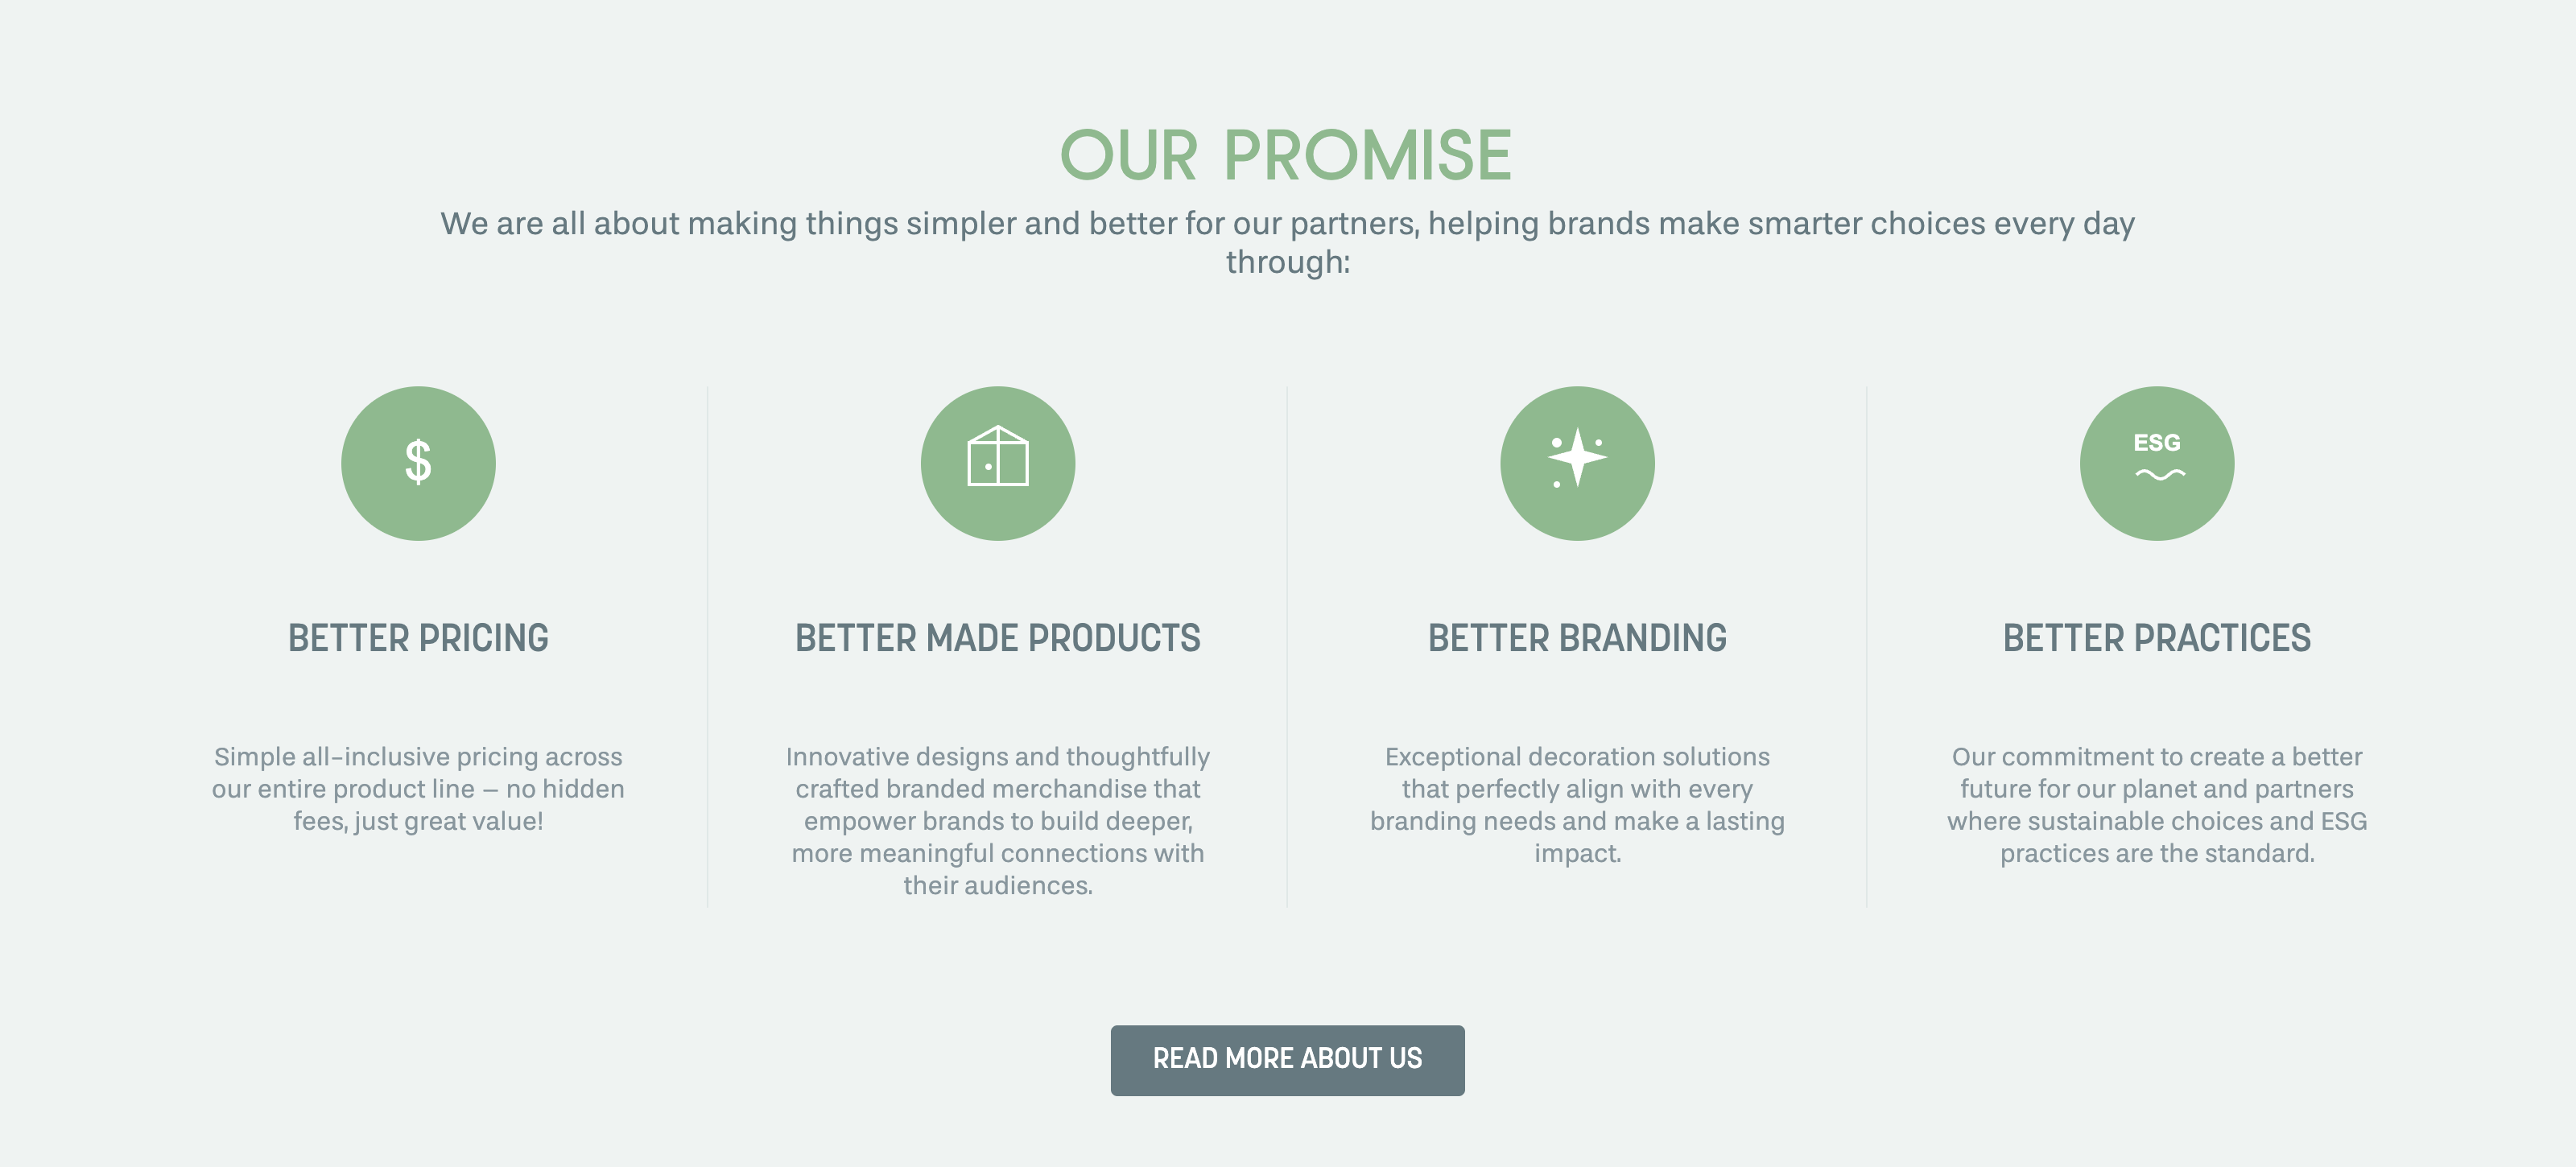 OUR PROMISE
We are all about making things simpler and better for our partners, helping brands make smarter choices every day
through:
$
ESG
BETTER PRICING
BETTER MADE PRODUCTS
BETTER BRANDING
BETTER PRACTICES
Simple all-inclusive pricing across
our entire product line – no hidden
fees, just great value!
Innovative designs and thoughtfully
crafted branded merchandise that
empower brands to build deeper,
more meaningful connections with
their audiences.
Exceptional decoration solutions
that perfectly align with every
branding needs and make a lasting
impact.
Our commitment to create a better
future for our planet and partners
where sustainable choices and ESG
practices are the standard.
READ MORE ABOUT US